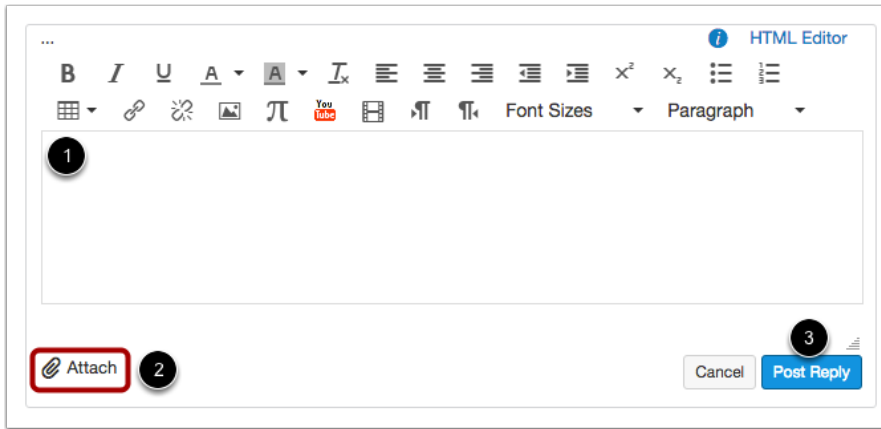 ...
HTML Editor
B I U A A Tx x² x₂
π You Tube ¶ ¶ Font Sizes Paragraph
1
3
Attach
2
Cancel Post Reply